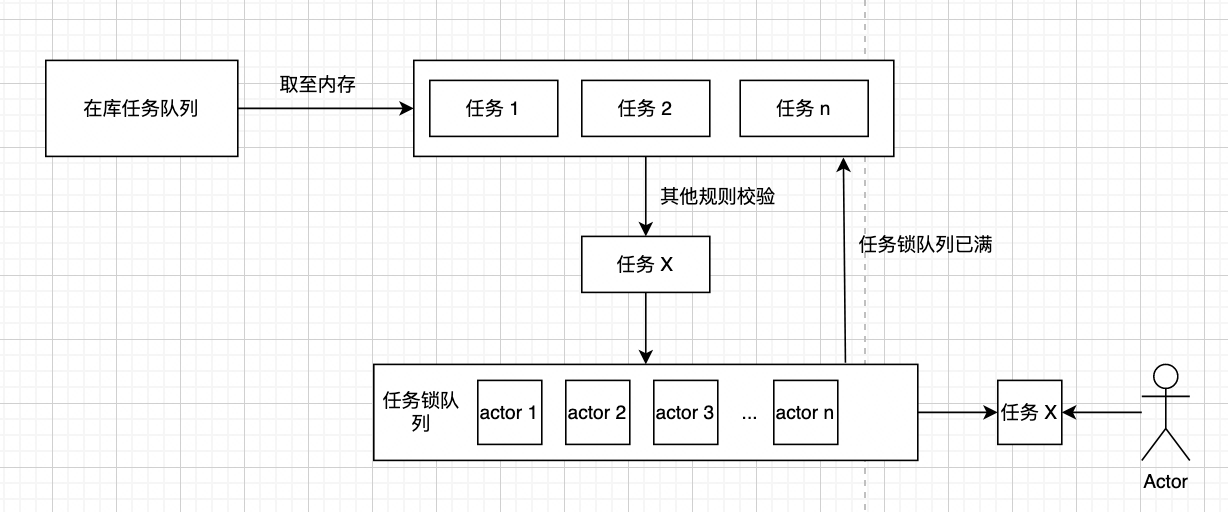 在库任务队列
取至内存
任务 1
任务 2
任务 n
其他规则校验
任务 X
任务锁队列已满
任务锁队
列
actor 1
actor 2
actor 3
...
actor n
任务 X
Actor